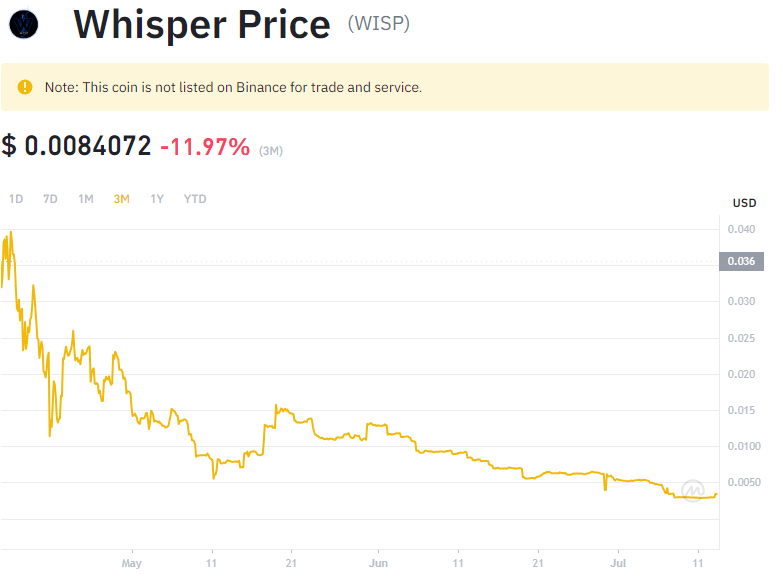 Whisper Price (WISP)
Note: This coin is not listed on Binance for trade and service.
$ 0.0084072 -11.97% (3M)
1D 7D 1M 3M 1Y YTD
USD
0.040
0.036
0.030
0.025
0.020
0.015
0.0100
0.0050
May 11 21 Jun 11 21 Jul 11